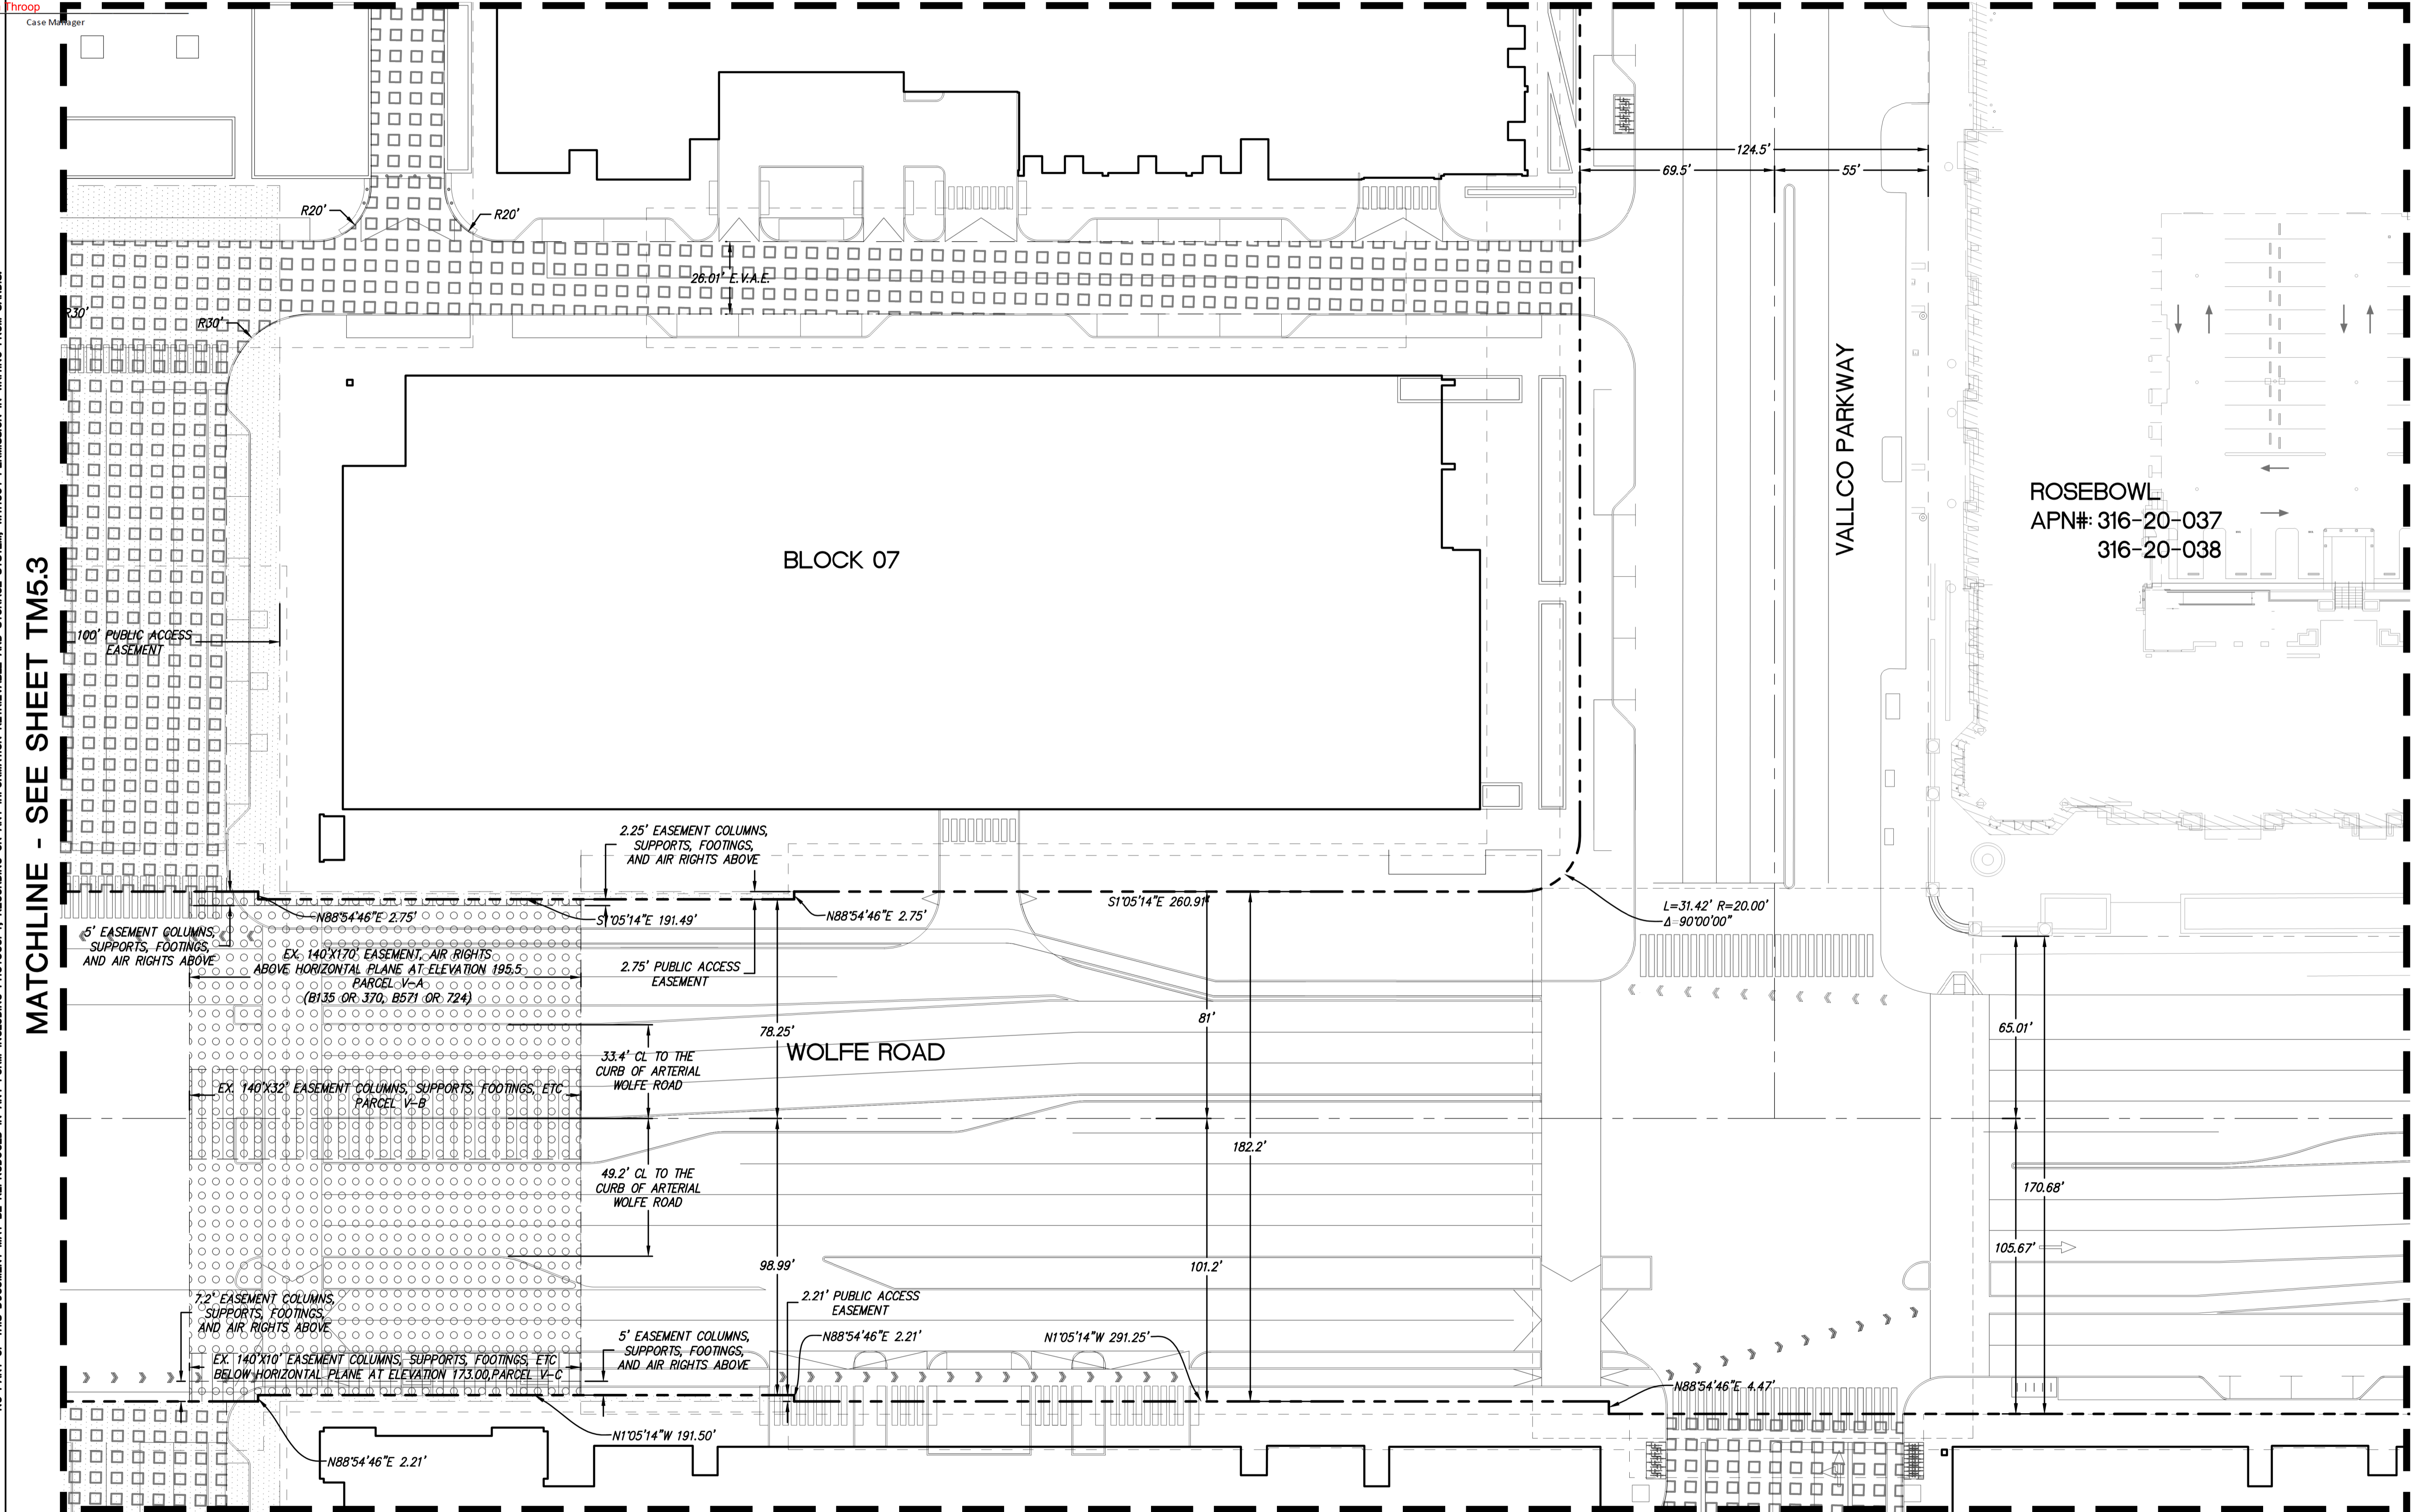 Throop
Case Manager
124.5'
69.5'
55'
R20'
R20'
26.01' E.V.A.E.
R30'
R30'
VALLCO PARKWAY
ROSEBOWL
APN#: 316-20-037
316-20-038
BLOCK 07
MATCHLINE - SEE SHEET TM5.3
100' PUBLIC ACCESS
EASEMENT
2.25' EASEMENT COLUMNS,
SUPPORTS, FOOTINGS,
AND AIR RIGHTS ABOVE
N88°54'46"E 2.75'
S1°05'14"E 191.49'
N88°54'46"E 2.75'
S1°05'14"E 260.91'
L=31.42' R=20.00'
Δ=90°00'00"
5' EASEMENT COLUMNS,
SUPPORTS, FOOTINGS,
AND AIR RIGHTS ABOVE
EX. 140'X170' EASEMENT, AIR RIGHTS
ABOVE HORIZONTAL PLANE AT ELEVATION 195.5
PARCEL V-A
(B135 OR 370, B571 OR 724)
2.75' PUBLIC ACCESS
EASEMENT
78.25'
81'
65.01'
WOLFE ROAD
33.4' CL TO THE
CURB OF ARTERIAL
WOLFE ROAD
EX. 140'X32' EASEMENT COLUMNS, SUPPORTS, FOOTINGS, ETC
PARCEL V-B
182.2'
49.2' CL TO THE
CURB OF ARTERIAL
WOLFE ROAD
170.68'
105.67'
98.99'
101.2'
7.2' EASEMENT COLUMNS,
SUPPORTS, FOOTINGS,
AND AIR RIGHTS ABOVE
2.21' PUBLIC ACCESS
EASEMENT
5' EASEMENT COLUMNS,
SUPPORTS, FOOTINGS,
AND AIR RIGHTS ABOVE
N88°54'46"E 2.21'
N1°05'14"W 291.25'
EX. 140'X10' EASEMENT COLUMNS, SUPPORTS, FOOTINGS, ETC
BELOW HORIZONTAL PLANE AT ELEVATION 173.00,PARCEL V-C
N88°54'46"E 4.47'
N1°05'14"W 191.50'
N88°54'46"E 2.21'